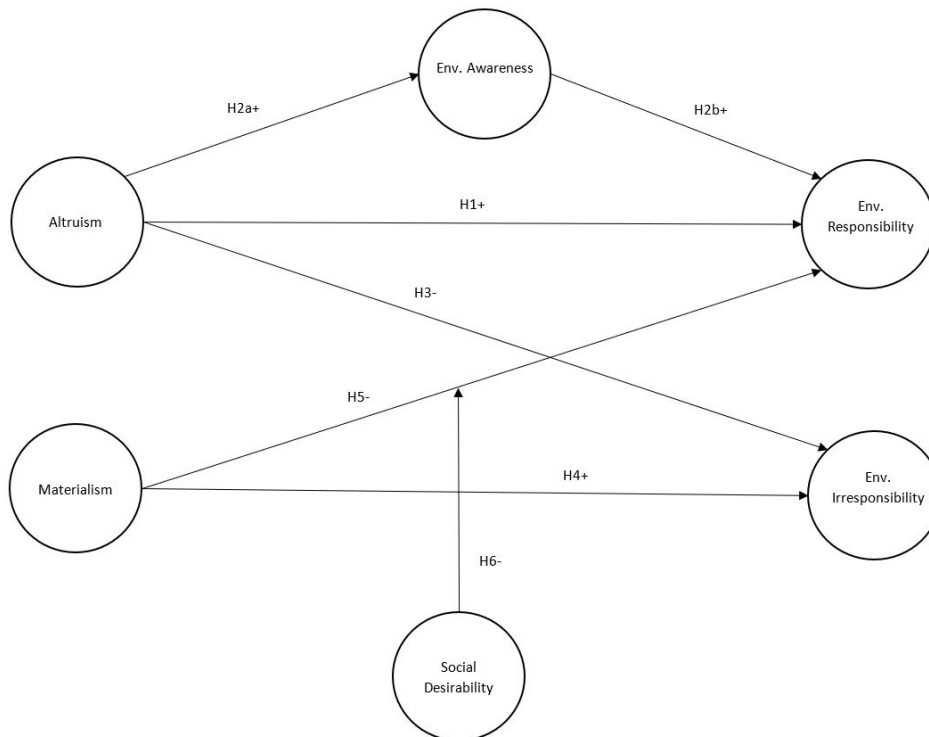 Env. Awareness
H2a+
H2b+
Altruism
H1+
Env.
Responsibility
H3-
H5-
Materialism
H4+
Env.
Irresponsibility
H6-
Social
Desirability